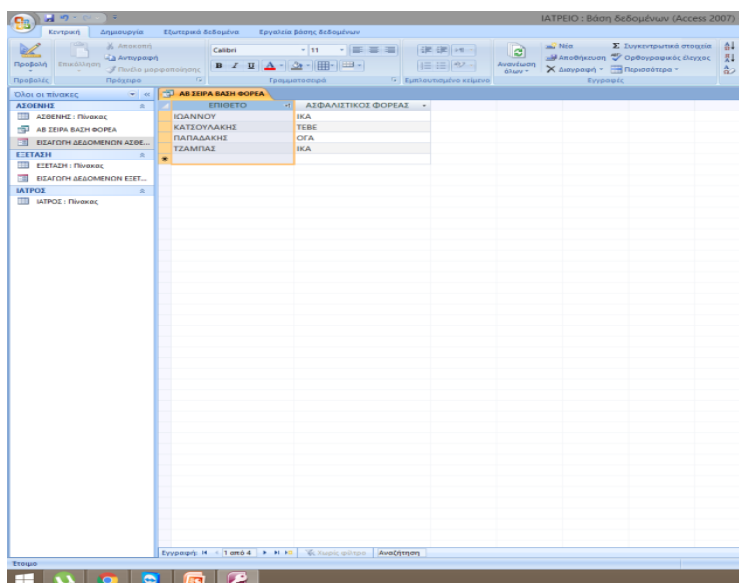 ΙΑΤΡΕΙΟ : Βάση δεδομένων (Access 2007)
Κεντρική Δημιουργία Εξωτερικά δεδομένα Εργαλεία βάσης δεδομένων
Προβολή
Προβολές
Επικόλληση
Αποκοπή
Αντιγραφή
Πινέλο μορφοποίησης
Πρόχειρο
Calibri 11
B I U A
Γραμματοσειρά
Εμπλουτισμένο κείμενο
Ανανέωση όλων
Νέα
Αποθήκευση
Διαγραφή
Συγκεντρωτικά στοιχεία
Ορθογραφικός έλεγχος
Περισσότερα
Εγγραφές
Όλοι οι πίνακες
ΑΣΘΕΝΗΣ
ΑΣΘΕΝΗΣ : Πίνακας
ΑΒ ΣΕΙΡΑ ΒΑΣΗ ΦΟΡΕΑ
ΕΙΣΑΓΩΓΗ ΔΕΔΟΜΕΝΩΝ ΑΣΘΕ...
ΕΞΕΤΑΣΗ
ΕΞΕΤΑΣΗ : Πίνακας
ΕΙΣΑΓΩΓΗ ΔΕΔΟΜΕΝΩΝ ΕΞΕΤ...
ΙΑΤΡΟΣ
ΙΑΤΡΟΣ : Πίνακας
ΑΒ ΣΕΙΡΑ ΒΑΣΗ ΦΟΡΕΑ
ΕΠΙΘΕΤΟ ΑΣΦΑΛΙΣΤΙΚΟΣ ΦΟΡΕΑΣ
ΙΩΑΝΝΟΥ ΙΚΑ
ΚΑΤΣΟΥΛΑΚΗΣ ΤΕΒΕ
ΠΑΠΑΔΑΚΗΣ ΟΓΑ
ΤΖΑΜΠΑΣ ΙΚΑ
Εγγραφή: 1 από 4 Χωρίς φίλτρο Αναζήτηση
Έτοιμο